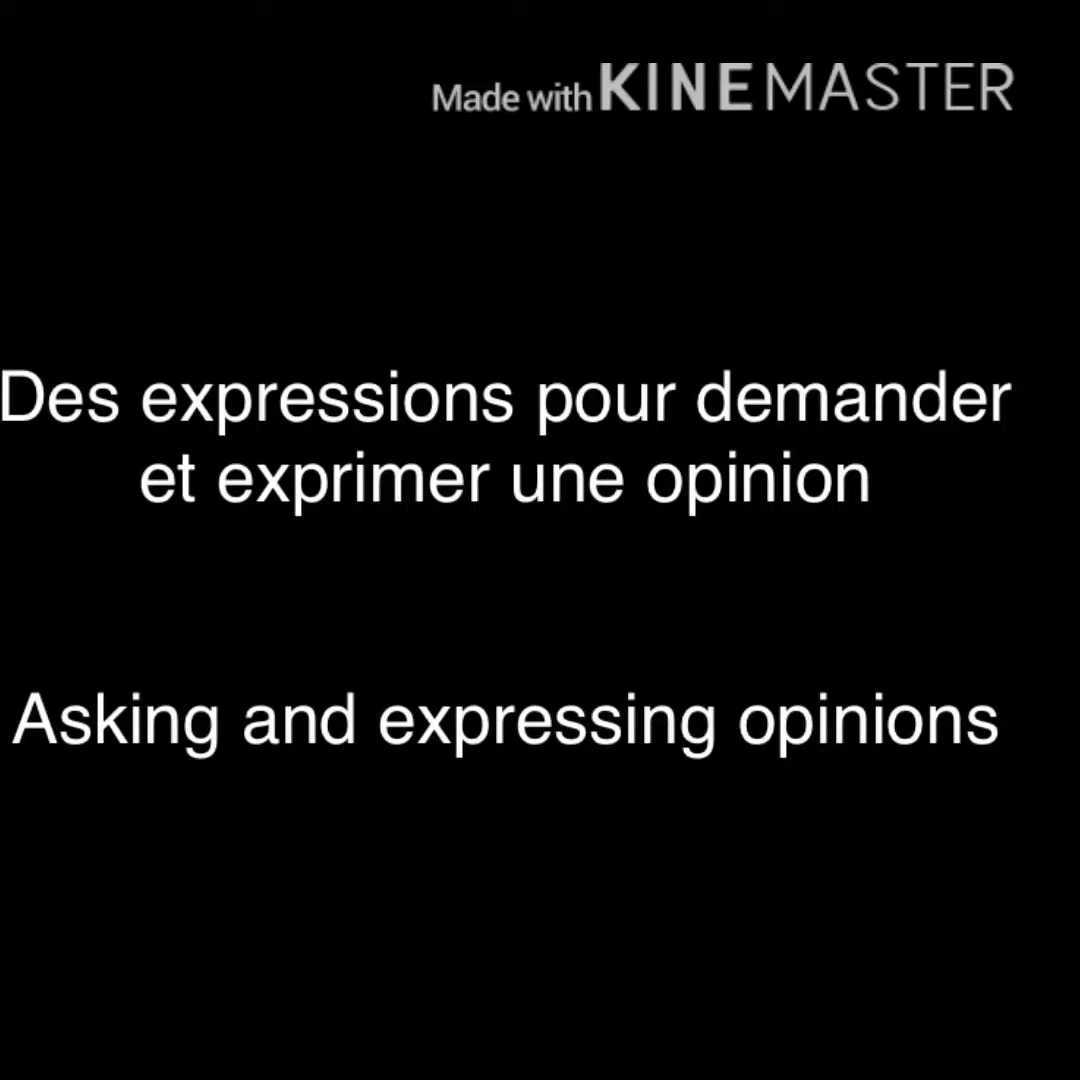 Made with KINEMASTER
Des expressions pour demander
et exprimer une opinion
Asking and expressing opinions